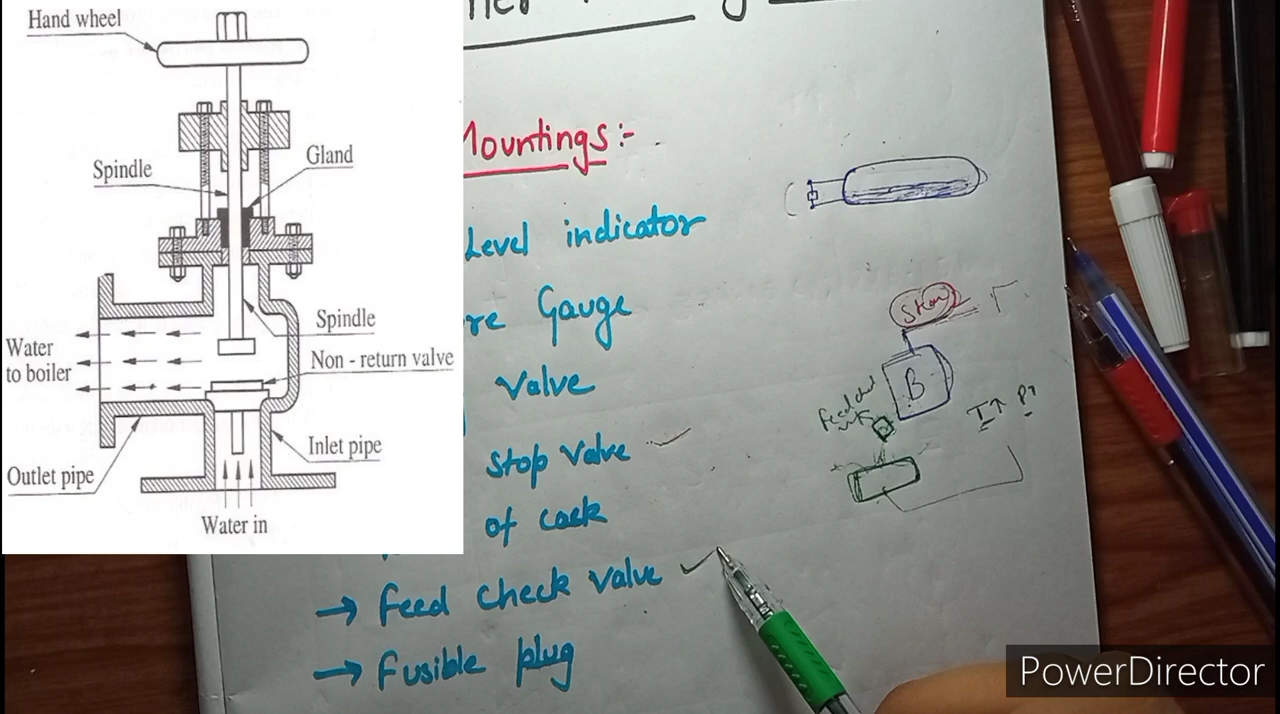 Hand wheel
Spindle
Gland
Spindle
Water
to boiler
Non - return valve
Outlet pipe
Inlet pipe
Water in
Mountings:-
Level indicator
re Gauge
Valve
Stop valve
of cock
→ Feed check valve
→ Fusible plug
B
T↑ P↑
PowerDirector